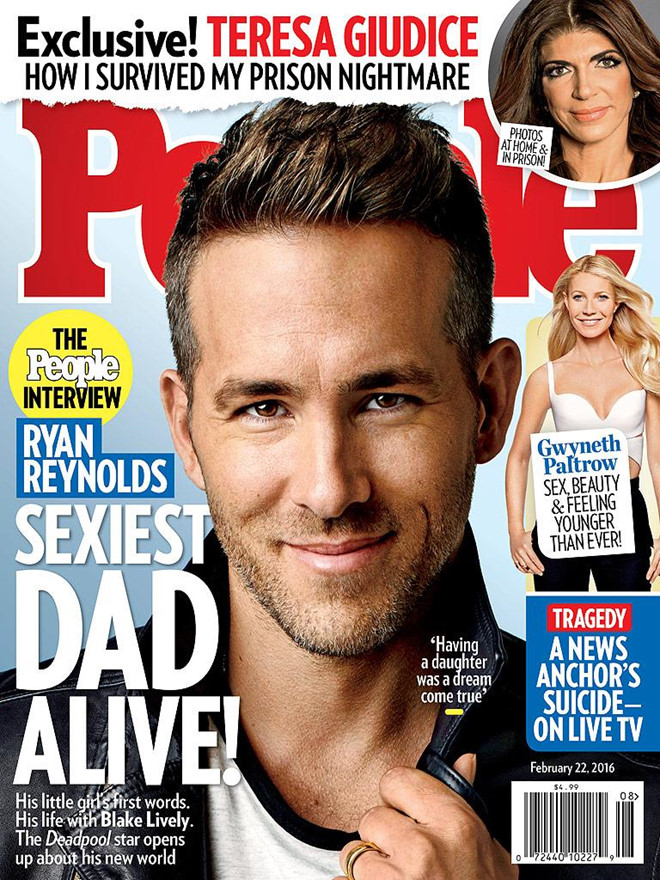 Exclusive! TERESA GIUDICE
HOW I SURVIVED MY PRISON NIGHTMARE
PHOTOS
AT HOME &
IN PRISON!
People
THE
People
INTERVIEW
RYAN
REYNOLDS
SEXIEST
DAD
ALIVE!
His little girl's first words.
His life with Blake Lively.
The Deadpool star opens
up about his new world
'Having
a daughter
was a dream
come true'
Gwyneth
Paltrow
SEX, BEAUTY
& FEELING
YOUNGER
THAN EVER!
TRAGEDY
A NEWS
ANCHOR'S
SUICIDE—
ON LIVE TV
February 22, 2016
$4.99
08>
0 72440 10227 9